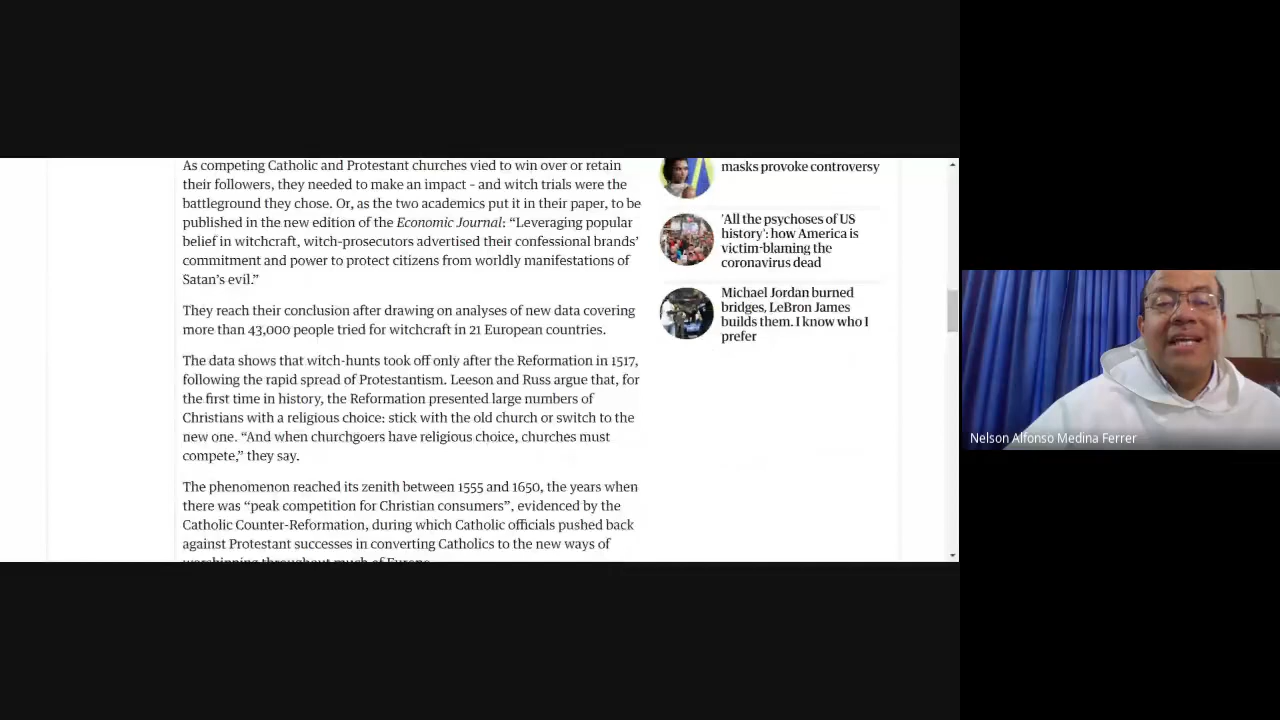 As competing Catholic and Protestant churches vied to win over or retain
their followers, they needed to make an impact - and witch trials were the
battleground they chose. Or, as the two academics put it in their paper, to be
published in the new edition of the Economic Journal: “Leveraging popular
belief in witchcraft, witch-prosecutors advertised their confessional brands’
commitment and power to protect citizens from worldly manifestations of
Satan’s evil.”
They reach their conclusion after drawing on analyses of new data covering
more than 43,000 people tried for witchcraft in 21 European countries.
The data shows that witch-hunts took off only after the Reformation in 1517,
following the rapid spread of Protestantism. Leeson and Russ argue that, for
the first time in history, the Reformation presented large numbers of
Christians with a religious choice: stick with the old church or switch to the
new one. “And when churchgoers have religious choice, churches must
compete,” they say.
The phenomenon reached its zenith between 1555 and 1650, the years when
there was “peak competition for Christian consumers”, evidenced by the
Catholic Counter-Reformation, during which Catholic officials pushed back
against Protestant successes in converting Catholics to the new ways of
worshipping throughout much of Europe.
masks provoke controversy
'All the psychoses of US
history': how America is
victim-blaming the
coronavirus dead
Michael Jordan burned
bridges, LeBron James
builds them. I know who I
prefer
Nelson Alfonso Medina Ferrer